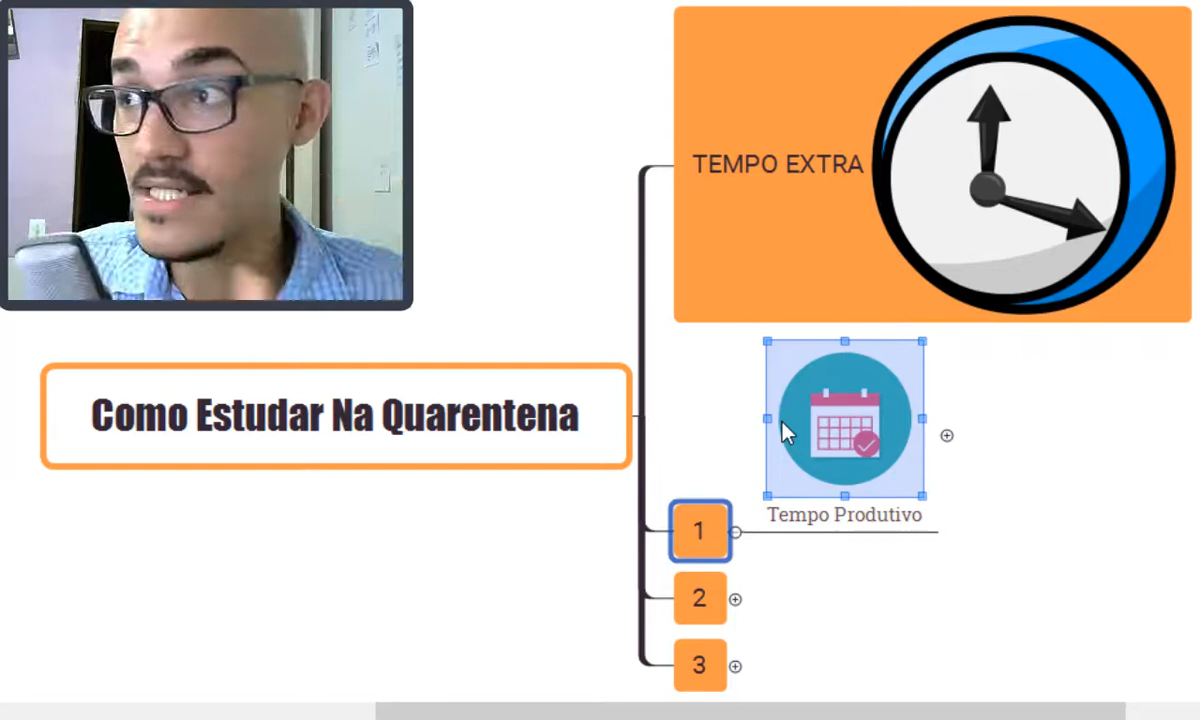 TEMPO EXTRA
Como Estudar Na Quarentena
Tempo Produtivo
1
2
3